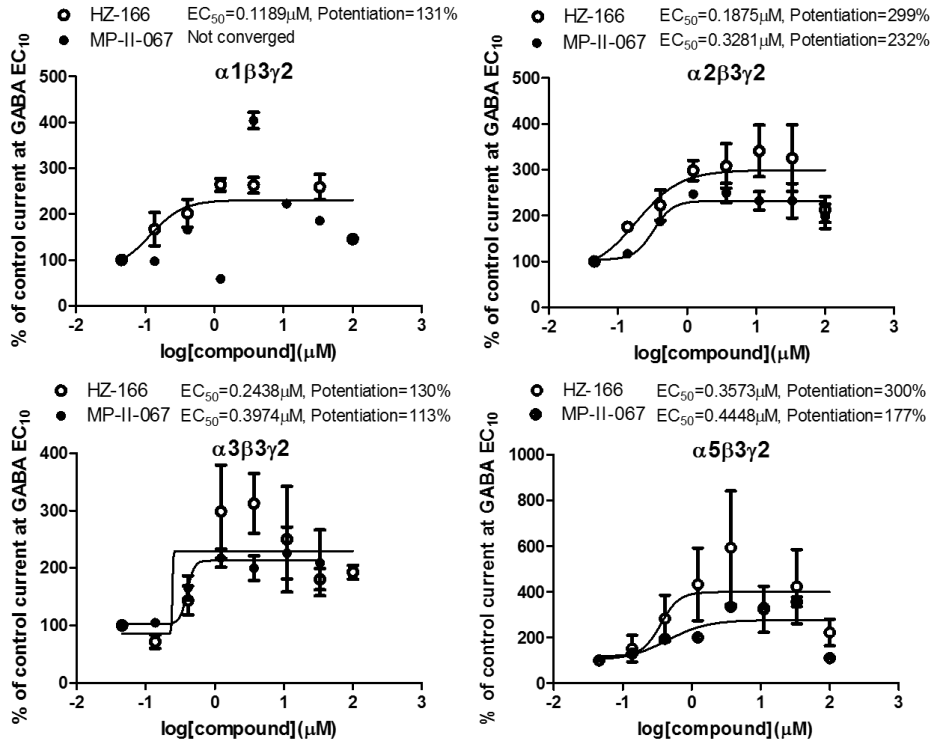 HZ-166 EC50=0.1189μM, Potentiation=131%
MP-II-067 Not converged
α1β3γ2
% of control current at GABA EC10
500
400
300
200
100
0
-2 -1 0 1 2 3
log[compound](μM)
HZ-166 EC50=0.1875μM, Potentiation=299%
MP-II-067 EC50=0.3281μM, Potentiation=232%
α2β3γ2
% of control current at GABA EC10
500
400
300
200
100
0
-2 -1 0 1 2 3
log[compound](μM)
HZ-166 EC50=0.2438μM, Potentiation=130%
MP-II-067 EC50=0.3974μM, Potentiation=113%
α3β3γ2
% of control current at GABA EC10
400
300
200
100
0
-2 -1 0 1 2 3
log[compound](μM)
HZ-166 EC50=0.3573μM, Potentiation=300%
MP-II-067 EC50=0.4448μM, Potentiation=177%
α5β3γ2
% of control current at GABA EC10
1000
800
600
400
200
0
-2 -1 0 1 2 3
log[compound](μM)